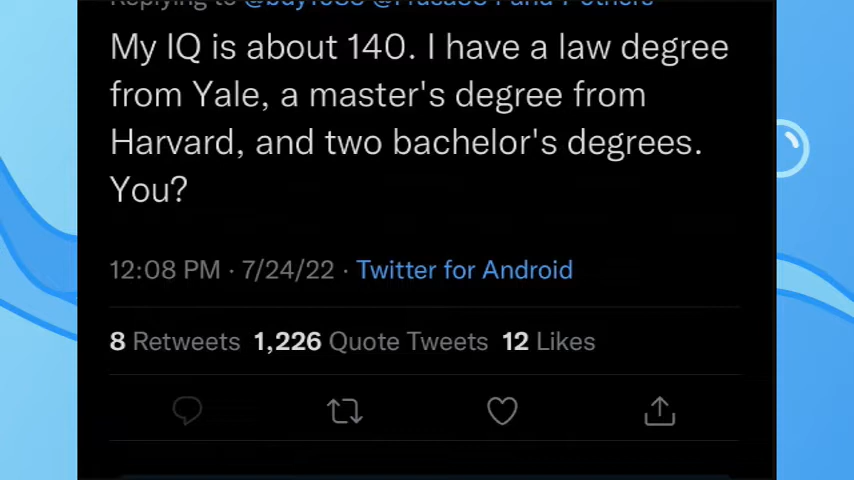 My IQ is about 140. I have a law degree
from Yale, a master's degree from
Harvard, and two bachelor's degrees.
You?
12:08 PM · 7/24/22 · Twitter for Android
8 Retweets 1,226 Quote Tweets 12 Likes